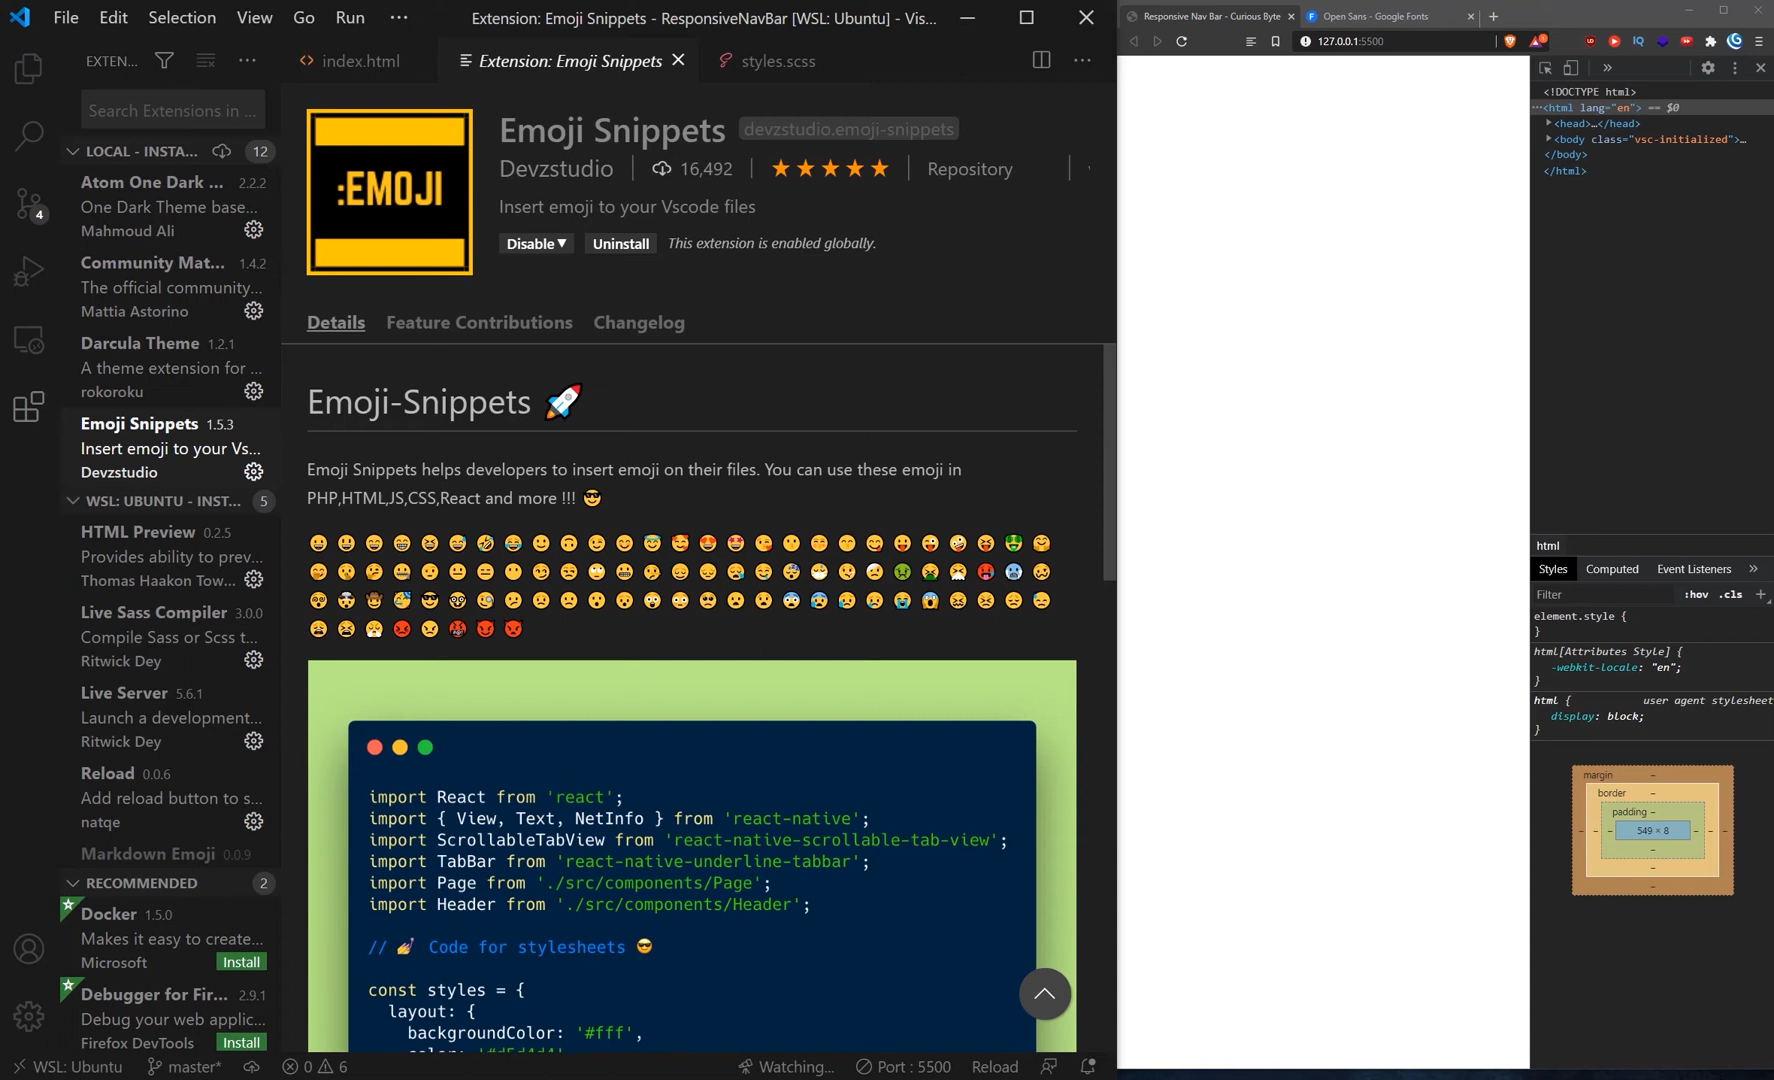 File Edit Selection View Go Run ···
Extension: Emoji Snippets - ResponsiveNavBar [WSL: Ubuntu] - Vis...
EXTEN...
Search Extensions in ...
LOCAL - INSTA... 12
Atom One Dark ... 2.2.2
One Dark Theme base...
Mahmoud Ali
Community Mat... 1.4.2
The official community...
Mattia Astorino
Darcula Theme 1.2.1
A theme extension for ...
rokoroku
Emoji Snippets 1.5.3
Insert emoji to your Vs...
Devzstudio
WSL: UBUNTU - INST... 5
HTML Preview 0.2.5
Provides ability to prev...
Thomas Haakon Tow...
Live Sass Compiler 3.0.0
Compile Sass or Scss t...
Ritwick Dey
Live Server 5.6.1
Launch a development...
Ritwick Dey
Reload 0.0.6
Add reload button to s...
natqe
Markdown Emoji 0.0.9
RECOMMENDED 2
Docker 1.5.0
Makes it easy to create...
Microsoft Install
Debugger for Fir... 2.9.1
Debug your web applic...
Firefox DevTools Install
4
index.html
Extension: Emoji Snippets
styles.scss
:EMOJI
Emoji Snippets devzstudio.emoji-snippets
Devzstudio 16,492 ★★★★★ Repository
Insert emoji to your Vscode files
Disable▼ Uninstall This extension is enabled globally.
Details Feature Contributions Changelog
Emoji-Snippets 🚀
Emoji Snippets helps developers to insert emoji on their files. You can use these emoji in
PHP,HTML,JS,CSS,React and more !!! 😎
import React from 'react';
import { View, Text, NetInfo } from 'react-native';
import ScrollableTabView from 'react-native-scrollable-tab-view';
import TabBar from 'react-native-underline-tabbar';
import Page from './src/components/Page';
import Header from './src/components/Header';
// 💅 Code for stylesheets 😎
const styles = {
layout: {
backgroundColor: '#fff',
WSL: Ubuntu master* 0 6 Watching... Port : 5500 Reload
Responsive Nav Bar - Curious Byte
Open Sans - Google Fonts
127.0.0.1:5500
<!DOCTYPE html>
···<html lang="en"> == $0
<head>…</head>
<body class="vsc-initialized">…
</body>
</html>
html
Styles Computed Event Listeners »
Filter :hov .cls +
element.style {
}
html[Attributes Style] {
-webkit-locale: "en";
}
html { user agent stylesheet
display: block;
}
margin –
border –
padding –
549 × 8